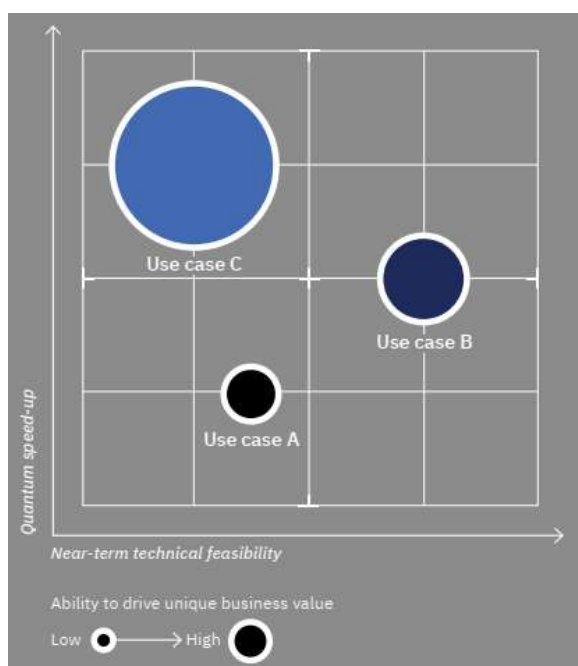 Use case C
Use case B
Use case A
Quantum speed-up
Near-term technical feasibility
Ability to drive unique business value
Low High